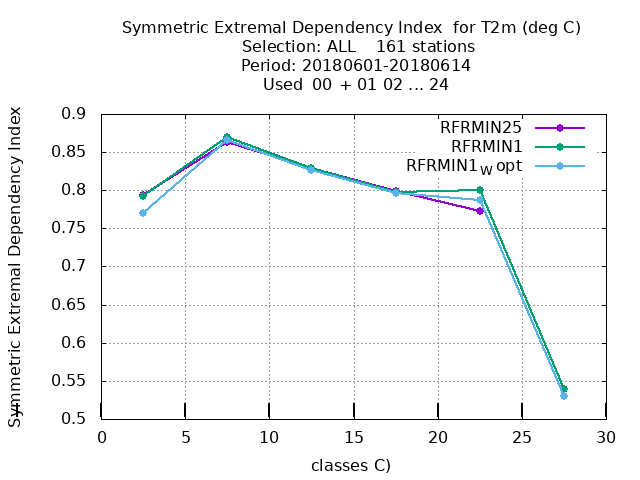 Symmetric Extremal Dependency Index  for T2m (deg C)
Selection: ALL    161 stations
Period: 20180601-20180614
Used  00  + 01 02 ... 24
Symmetric Extremal Dependency Index
0.9
0.85
0.8
0.75
0.7
0.65
0.6
0.55
0.5
RFRMIN25
RFRMIN1
RFRMIN1W opt
0 5 10 15 20 25 30
classes C)